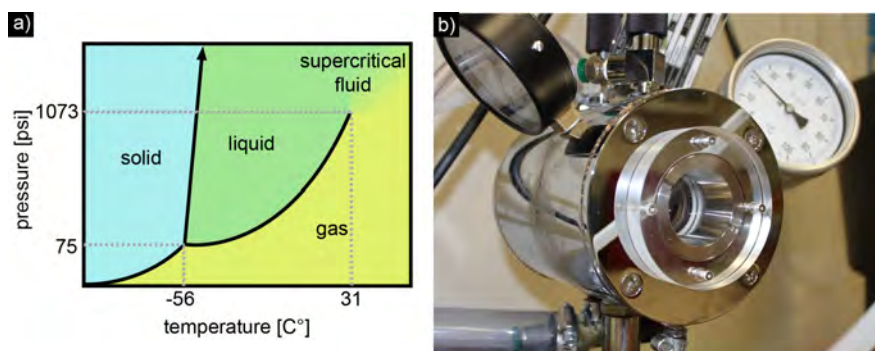 a)
supercritical
fluid
1073
solid
liquid
gas
75
-56
31
pressure [psi]
temperature [C°]
b)